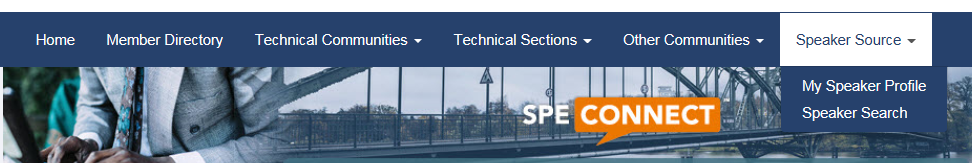 Home Member Directory Technical Communities Technical Sections Other Communities Speaker Source
My Speaker Profile
Speaker Search
SPE CONNECT